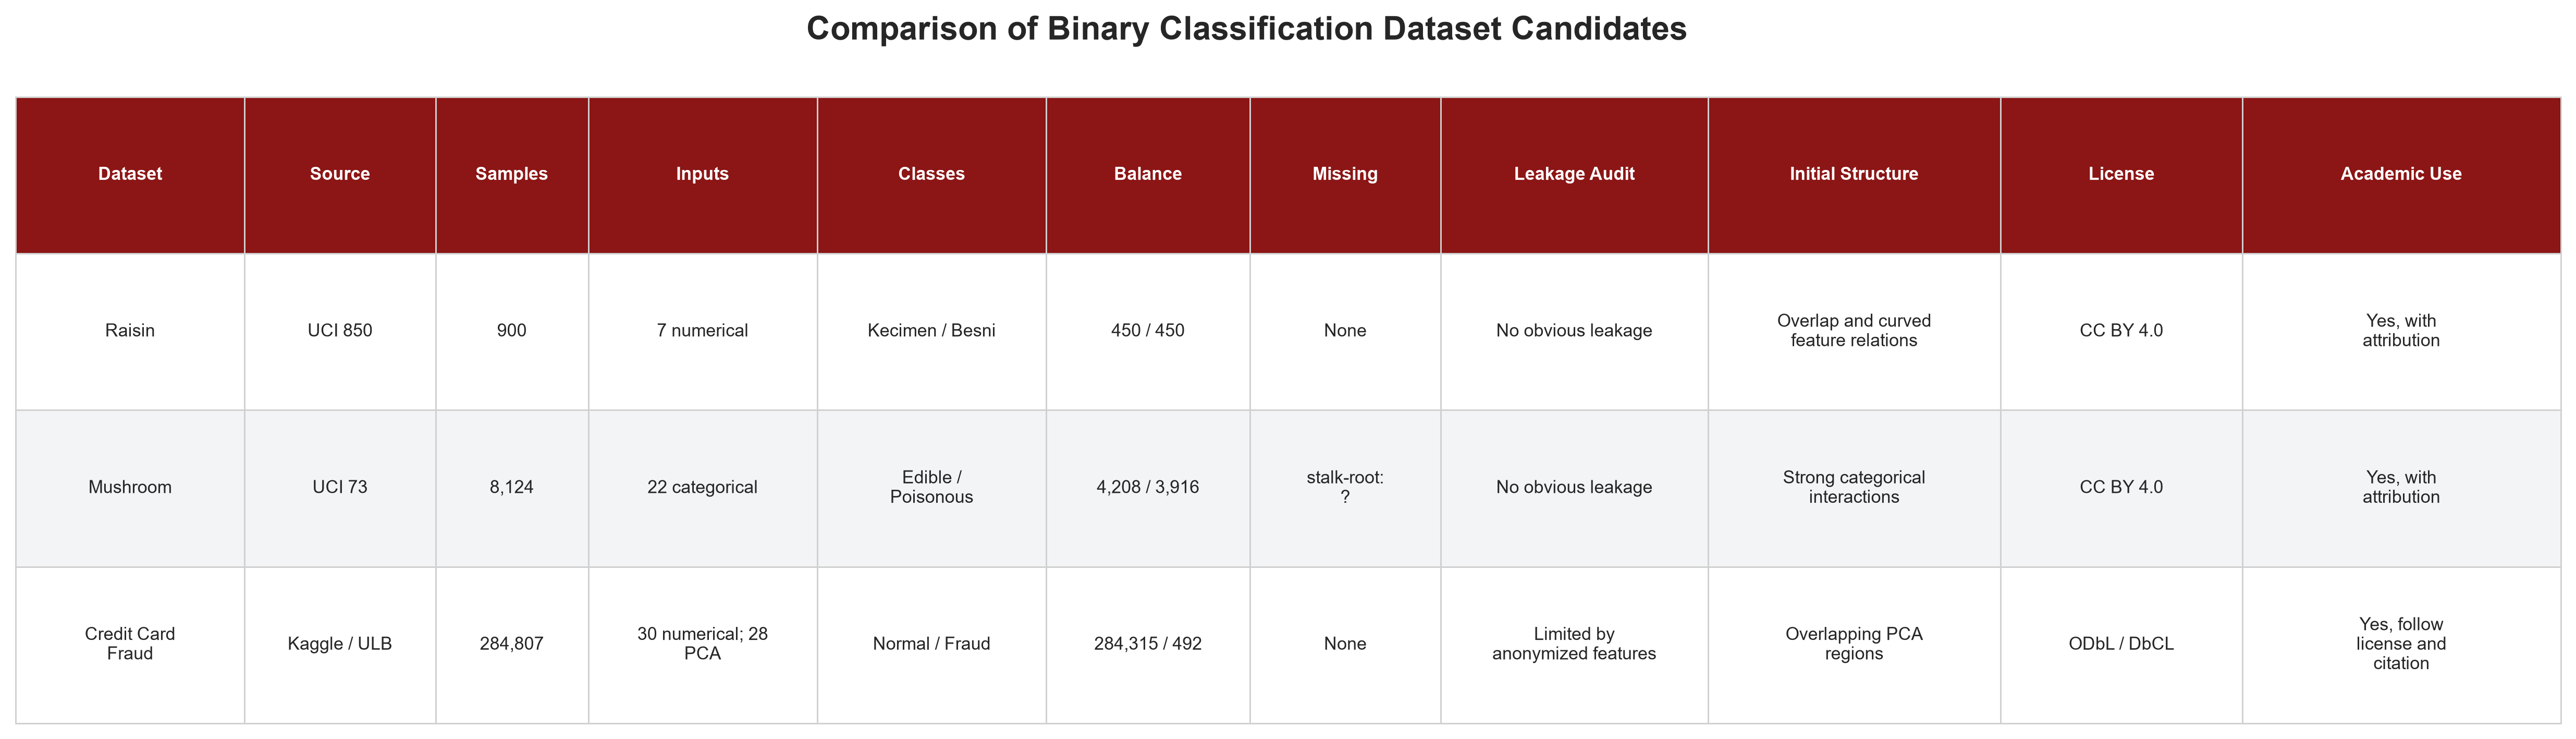 Comparison of Binary Classification Dataset Candidates
Dataset Source Samples Inputs Classes Balance Missing Leakage Audit Initial Structure License Academic Use
Raisin UCI 850 900 7 numerical Kecimen / Besni 450 / 450 None No obvious leakage Overlap and curved feature relations CC BY 4.0 Yes, with attribution
Mushroom UCI 73 8,124 22 categorical Edible / Poisonous 4,208 / 3,916 stalk-root: ? No obvious leakage Strong categorical interactions CC BY 4.0 Yes, with attribution
Credit Card Fraud Kaggle / ULB 284,807 30 numerical; 28 PCA Normal / Fraud 284,315 / 492 None Limited by anonymized features Overlapping PCA regions ODbL / DbCL Yes, follow license and citation